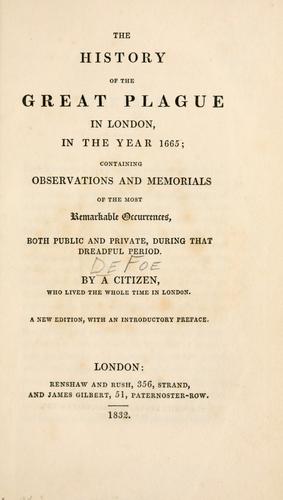 THE
HISTORY
OF THE
GREAT PLAGUE
IN LONDON,
IN THE YEAR 1665;
CONTAINING
OBSERVATIONS AND MEMORIALS
OF THE MOST
Remarkable Occurrences,
BOTH PUBLIC AND PRIVATE, DURING THAT
DREADFUL PERIOD.
De Foe
BY A CITIZEN,
WHO LIVED THE WHOLE TIME IN LONDON.
A NEW EDITION, WITH AN INTRODUCTORY PREFACE.
LONDON:
RENSHAW AND RUSH, 356, STRAND,
AND JAMES GILBERT, 51, PATERNOSTER-ROW.
1832.